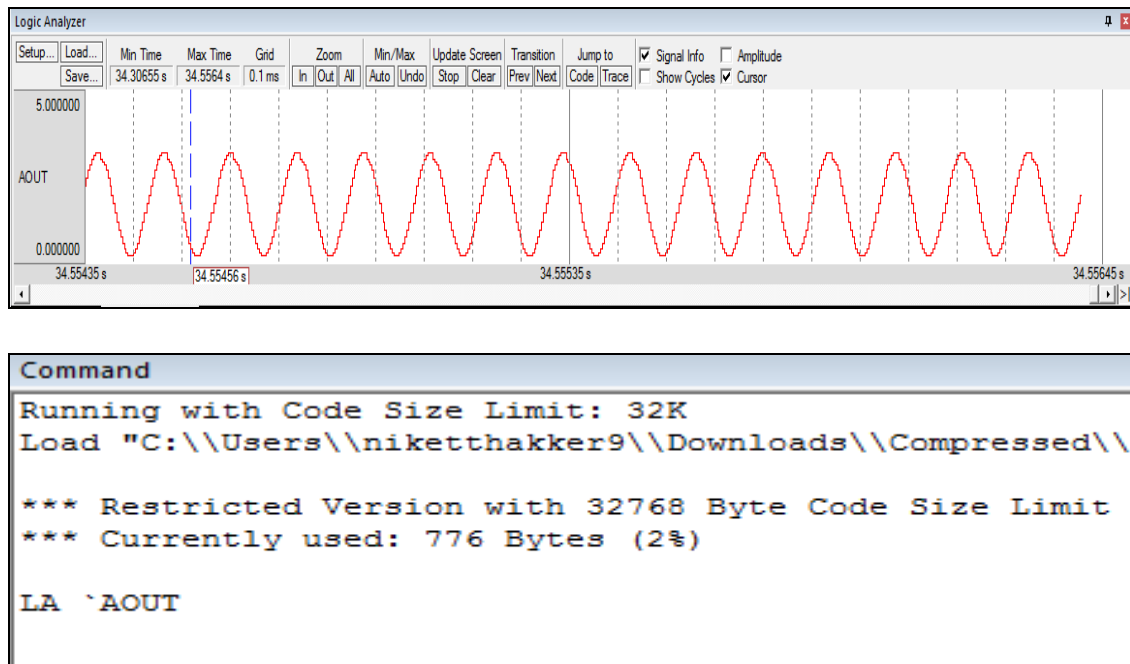 Logic Analyzer
Setup... Load... Min Time Max Time Grid Zoom Min/Max Update Screen Transition Jump to Signal Info Amplitude
Save... 34.30655 s 34.5564 s 0.1 ms In Out All Auto Undo Stop Clear Prev Next Code Trace Show Cycles Cursor
5.000000
AOUT
0.000000
34.55435 s 34.55456 s 34.55535 s 34.55645 s
Command
Running with Code Size Limit: 32K
Load "C:\\Users\\niketthakker9\\Downloads\\Compressed\\
*** Restricted Version with 32768 Byte Code Size Limit
*** Currently used: 776 Bytes (2%)
LA `AOUT